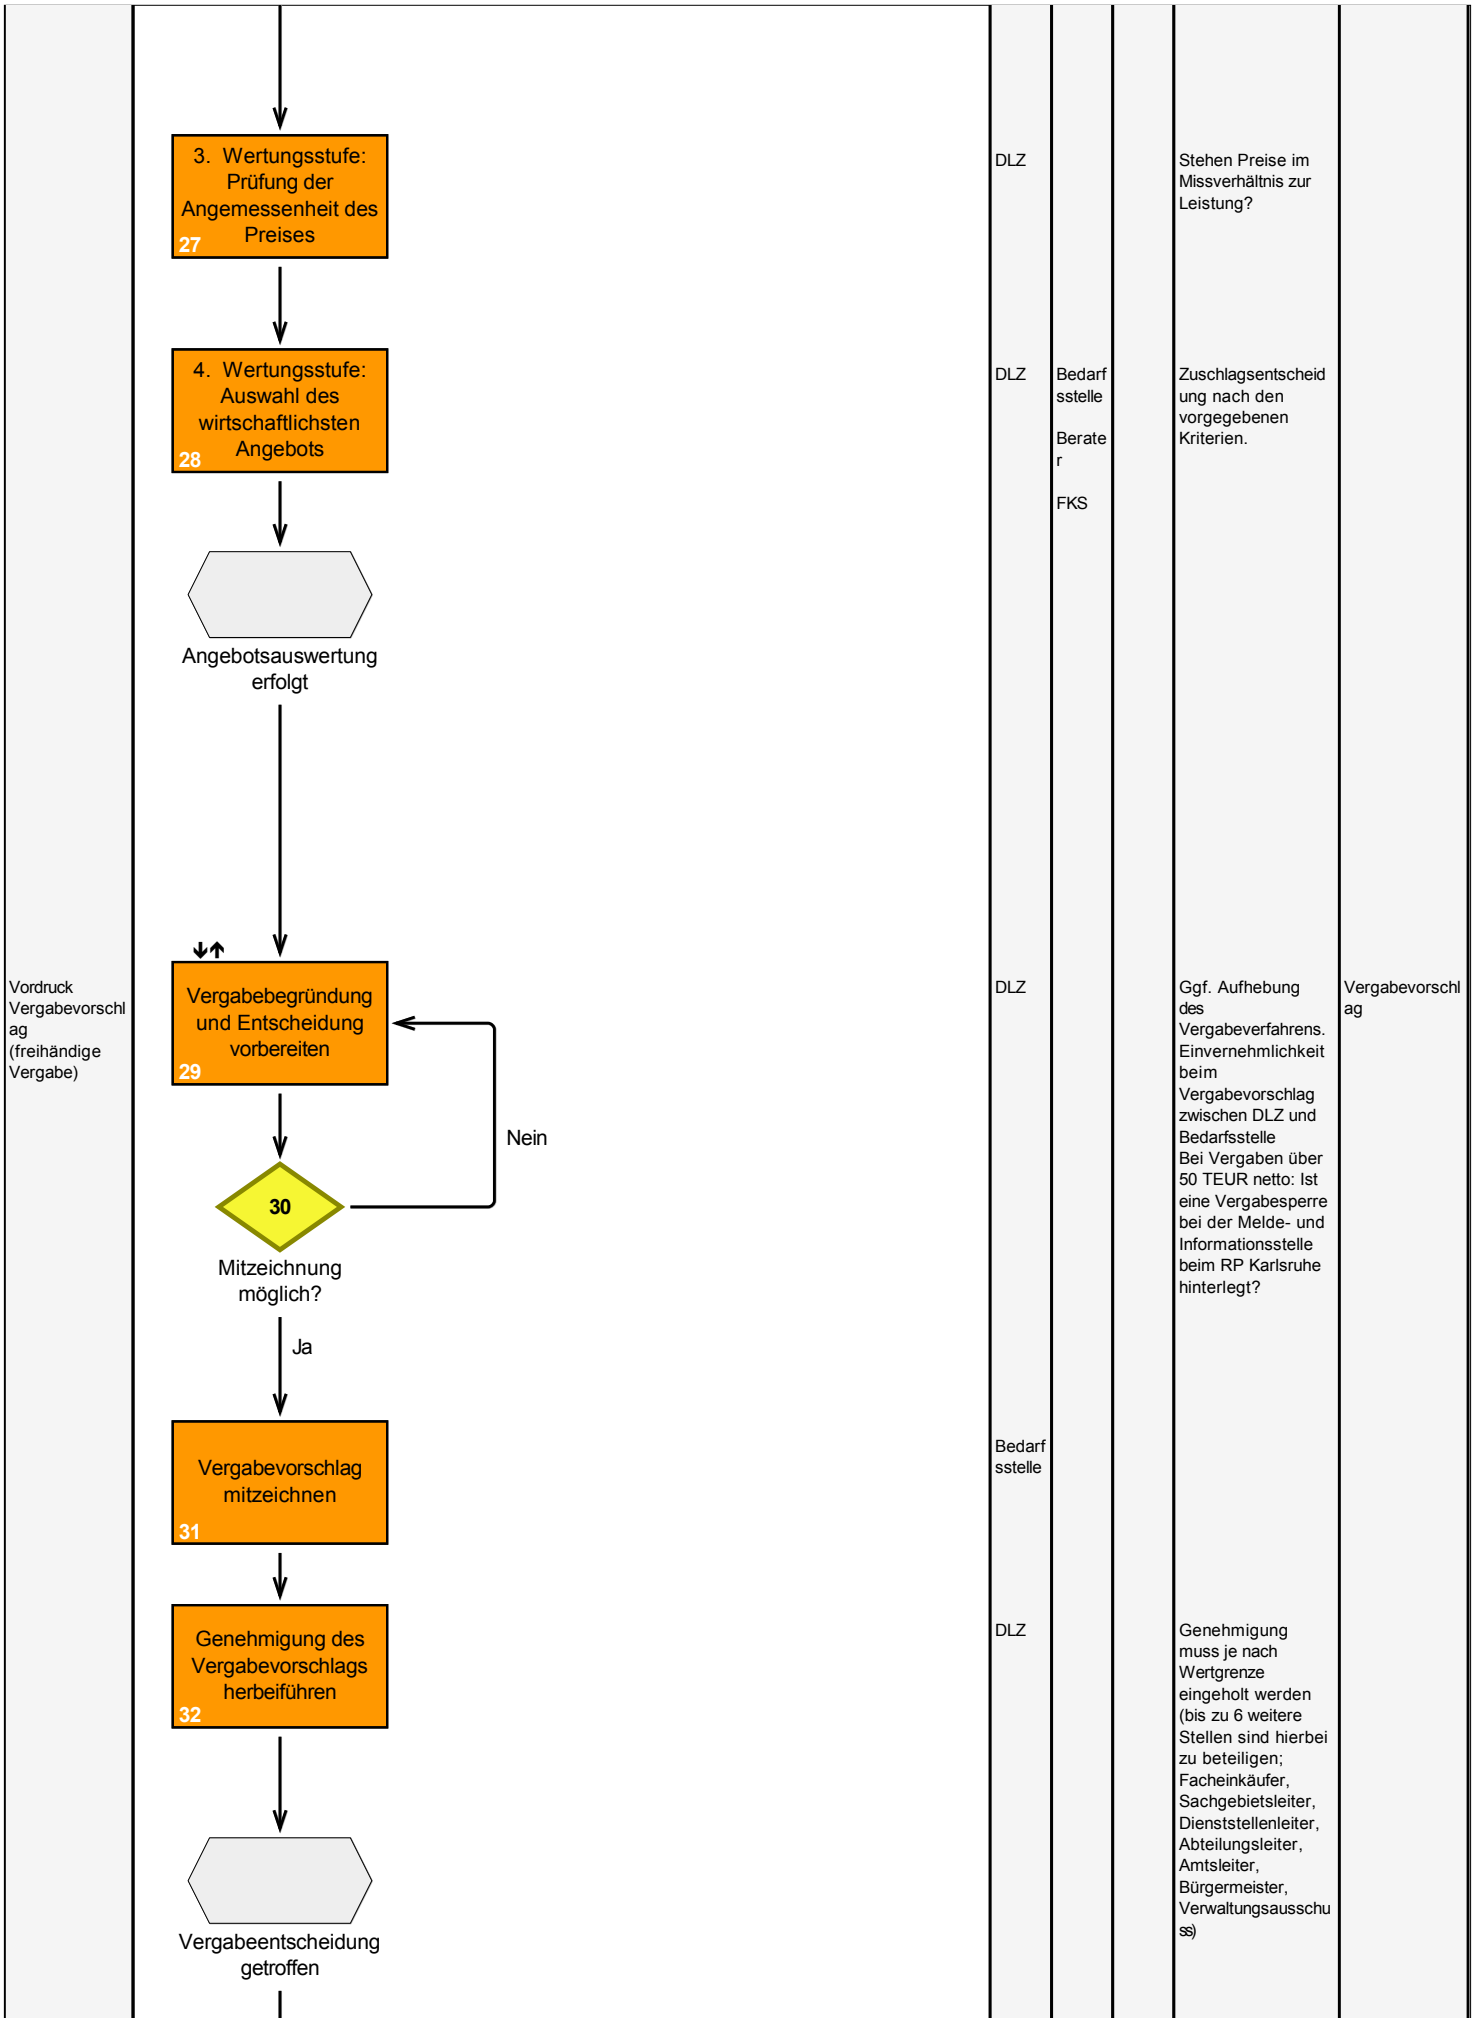 3. Wertungsstufe:
Prüfung der
Angemessenheit des
Preises
27
DLZ
Stehen Preise im
Missverhältnis zur
Leistung?
4. Wertungsstufe:
Auswahl des
wirtschaftlichsten
Angebots
28
DLZ
Bedarf
sstelle
Berate
r
FKS
Zuschlagsentscheid
ung nach den
vorgegebenen
Kriterien.
Angebotsauswertung
erfolgt
Vordruck
Vergabevorschl
ag
(freihändige
Vergabe)
Vergabebegründung
und Entscheidung
vorbereiten
29
DLZ
Ggf. Aufhebung
des
Vergabeverfahrens.
Einvernehmlichkeit
beim
Vergabevorschlag
zwischen DLZ und
Bedarfsstelle
Bei Vergaben über
50 TEUR netto: Ist
eine Vergabesperre
bei der Melde- und
Informationsstelle
beim RP Karlsruhe
hinterlegt?
Vergabevorschl
ag
Nein
30
Mitzeichnung
möglich?
Ja
Vergabevorschlag
mitzeichnen
31
Bedarf
sstelle
Genehmigung des
Vergabevorschlags
herbeiführen
32
DLZ
Genehmigung
muss je nach
Wertgrenze
eingeholt werden
(bis zu 6 weitere
Stellen sind hierbei
zu beteiligen;
Facheinkäufer,
Sachgebietsleiter,
Dienststellenleiter,
Abteilungsleiter,
Amtsleiter,
Bürgermeister,
Verwaltungsausschu
ss)
Vergabeentscheidung
getroffen